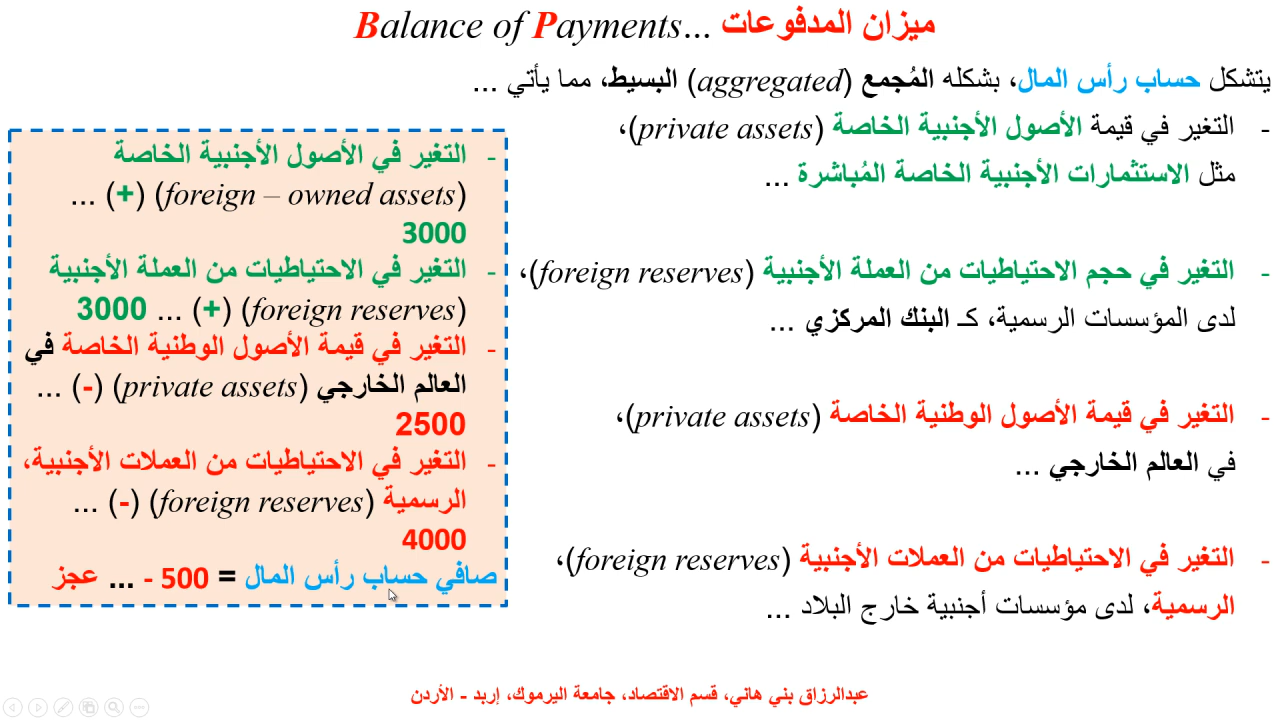 ميزان المدفوعات ... Balance of Payments
يتشكل حساب رأس المال، بشكله المُجمع (aggregated) البسيط، مما يأتي ...
- التغير في قيمة الأصول الأجنبية الخاصة (private assets)،
مثل الاستثمارات الأجنبية الخاصة المُباشرة ...
- التغير في حجم الاحتياطيات من العملة الأجنبية (foreign reserves)،
لدى المؤسسات الرسمية، كـ البنك المركزي ...
- التغير في قيمة الأصول الوطنية الخاصة (private assets)،
في العالم الخارجي ...
- التغير في الاحتياطيات من العملات الأجنبية (foreign reserves)،
الرسمية، لدى مؤسسات أجنبية خارج البلاد ...
- التغير في الأصول الأجنبية الخاصة
(foreign – owned assets) (+) ...
3000
- التغير في الاحتياطيات من العملة الأجنبية
(foreign reserves) (+) ... 3000
- التغير في قيمة الأصول الوطنية الخاصة في
العالم الخارجي (private assets) (-) ...
2500
- التغير في الاحتياطيات من العملات الأجنبية،
الرسمية (foreign reserves) (-) ...
4000
صافي حساب رأس المال = 500 - ... عجز
عبدالرزاق بني هاني، قسم الاقتصاد، جامعة اليرموك، إربد - الأردن